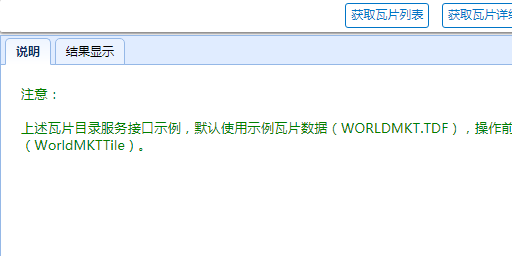 获取瓦片列表 获取瓦片详
说明 结果显示
注意：
上述瓦片目录服务接口示例，默认使用示例瓦片数据（WORLDMKT.TDF），操作前
（WorldMKTTile）。